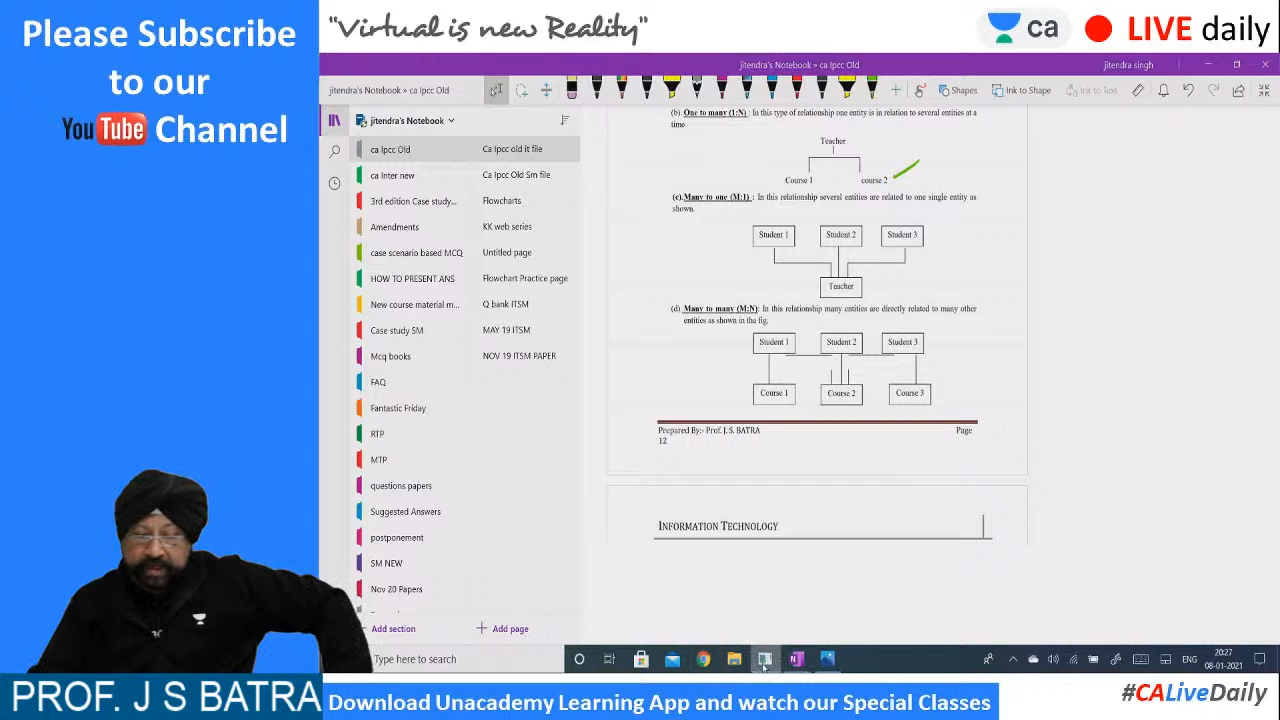 Please Subscribe
to our
You Tube Channel
"Virtual is new Reality"
ca LIVE daily
jitendra's Notebook » ca Ipcc Old
jitendra singh
jitendra's Notebook » ca Ipcc Old
Shapes
Ink to Shape
Ink to Text
jitendra's Notebook
ca Ipcc Old
ca Inter new
3rd edition Case study...
Amendments
case scenario based MCQ
HOW TO PRESENT ANS
New course material m...
Case study SM
Mcq books
FAQ
Fantastic Friday
RTP
MTP
questions papers
Suggested Answers
postponement
SM NEW
Nov 20 Papers
Add section
Ca Ipcc old it file
Ca Ipcc Old Sm file
Flowcharts
KK web series
Untitled page
Flowchart Practice page
Q bank ITSM
MAY 19 ITSM
NOV 19 ITSM PAPER
Add page
(b). One to many (1:N) : In this type of relationship one entity is in relation to several entities at a
time
Teacher
Course 1 course 2
(c).Many to one (M:1) : In this relationship several entities are related to one single entity as
shown.
Student 1 Student 2 Student 3
Teacher
(d) Many to many (M:N): In this relationship many entities are directly related to many other
entities as shown in the fig.
Student 1 Student 2 Student 3
Course 1 Course 2 Course 3
Prepared By:- Prof. J. S. BATRA Page
12
INFORMATION TECHNOLOGY
Type here to search
ENG
20:27
08-01-2021
PROF. J S BATRA
Download Unacademy Learning App and watch our Special Classes
#CALiveDaily